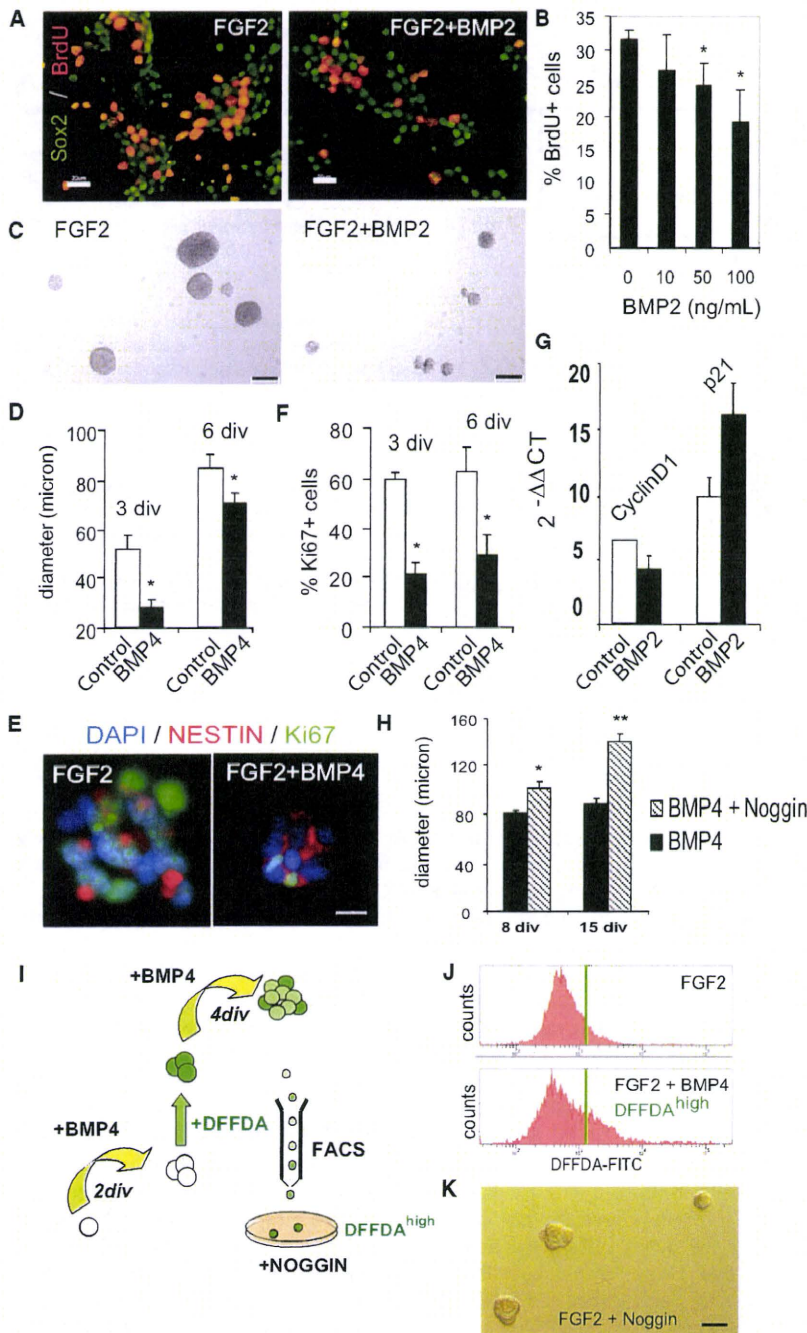 A
FGF2
FGF2+BMP2
Sox2 / BrdU
20um
B
% BrdU+ cells
35
30
25
20
20
15
5
0
*
*
0 10 50 100
BMP2 (ng/mL)
C
FGF2
FGF2+BMP2
D
diameter (micron)
100
80
60
40
20
3 div
6 div
*
*
Control
BMP4
Control
BMP4
F
% Ki67+ cells
80
60
40
20
0
3 div
6 div
*
*
Control
BMP4
Control
BMP4
G
2 -ΔΔCT
20
15
10
5
0
CyclinD1
p21
Control
BMP2
Control
BMP2
E
DAPI / NESTIN / Ki67
FGF2
FGF2+BMP4
H
diameter (micron)
160
120
80
40
0
*
**
8 div
15 div
BMP4 + Noggin
BMP4
I
+BMP4
4div
+DFFDA
+BMP4
2div
FACS
DFFDAhigh
+NOGGIN
J
counts
FGF2
counts
FGF2 + BMP4
DFFDAhigh
DFFDA-FITC
K
FGF2 + Noggin